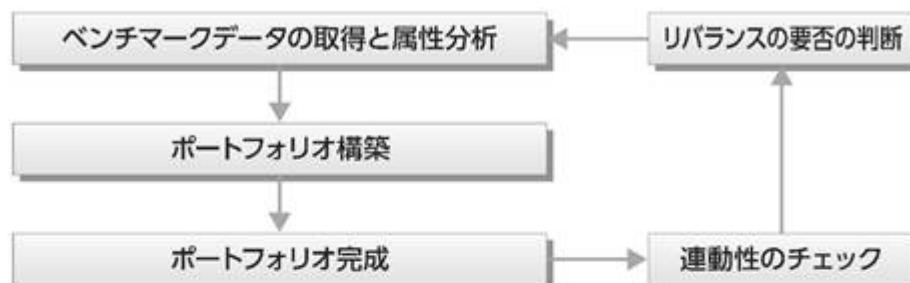 ベンチマークデータの取得と属性分析
リバランスの要否の判断
ポートフォリオ構築
ポートフォリオ完成
連動性のチェック